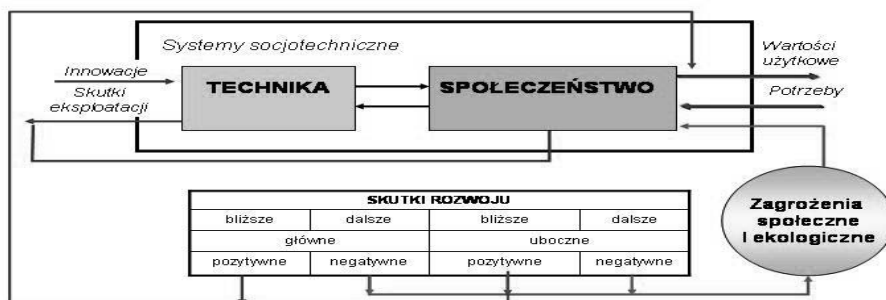 Systemy socjotechniczne
Innowacje
Skutki
eksploatacji
TECHNIKA
SPOŁECZEŃSTWO
Wartości
użytkowe
Potrzeby
SKUTKI ROZWOJU
bliższe dalsze bliższe dalsze
główne uboczne
pozytywne negatywne pozytywne negatywne
Zagrożenia
społeczne
I ekologiczne